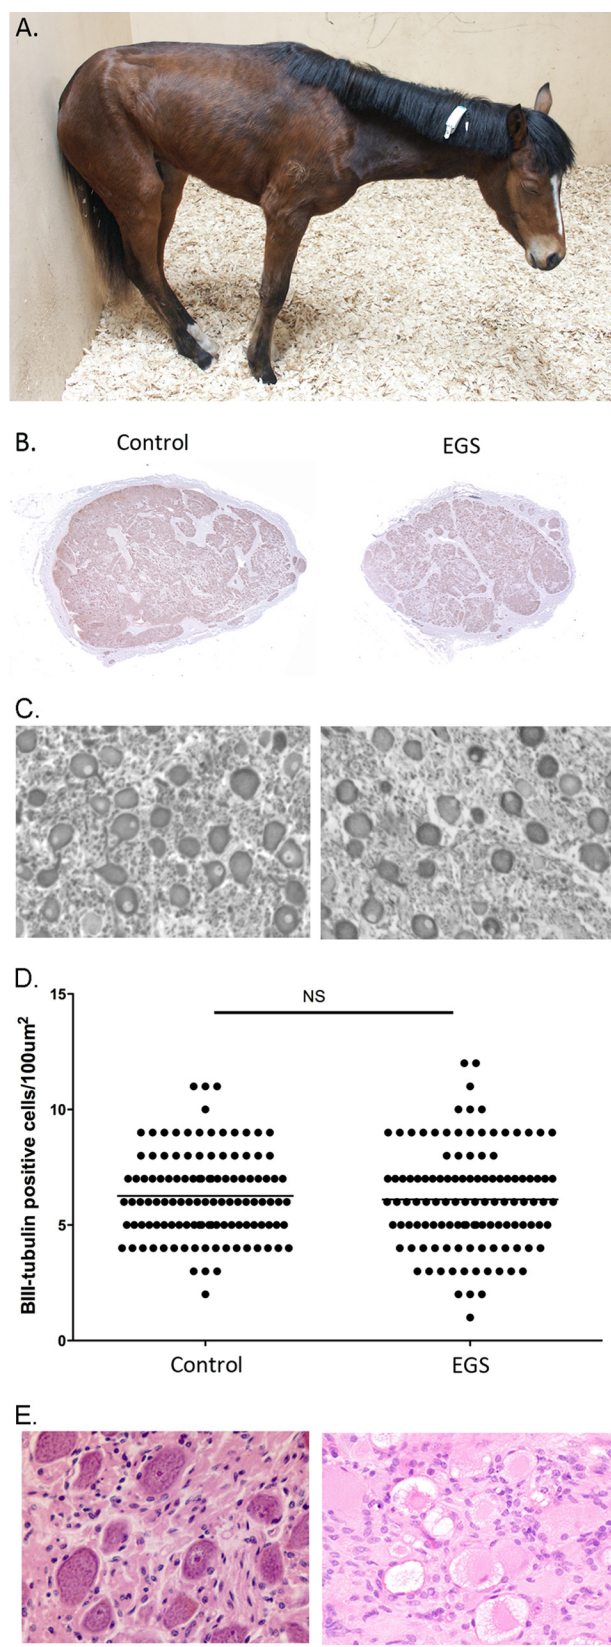 A.
B.
Control EGS
C.
D.
15
NS
10
5
0
BIII-tubulin positive cells/100um²
Control EGS
E.